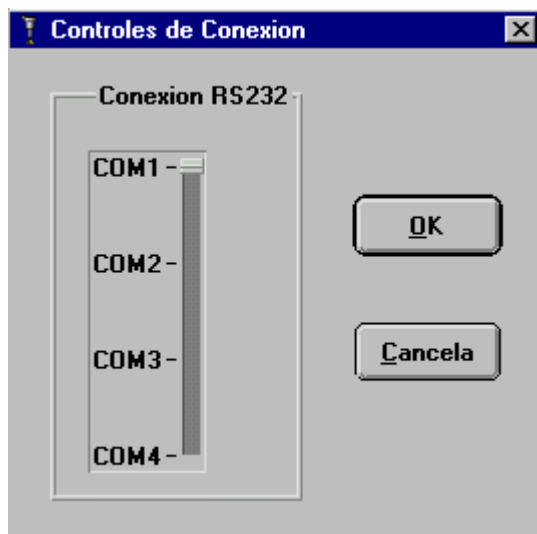 Controles de Conexion
Conexion RS232
COM1
COM2
COM3
COM4
OK
Cancela